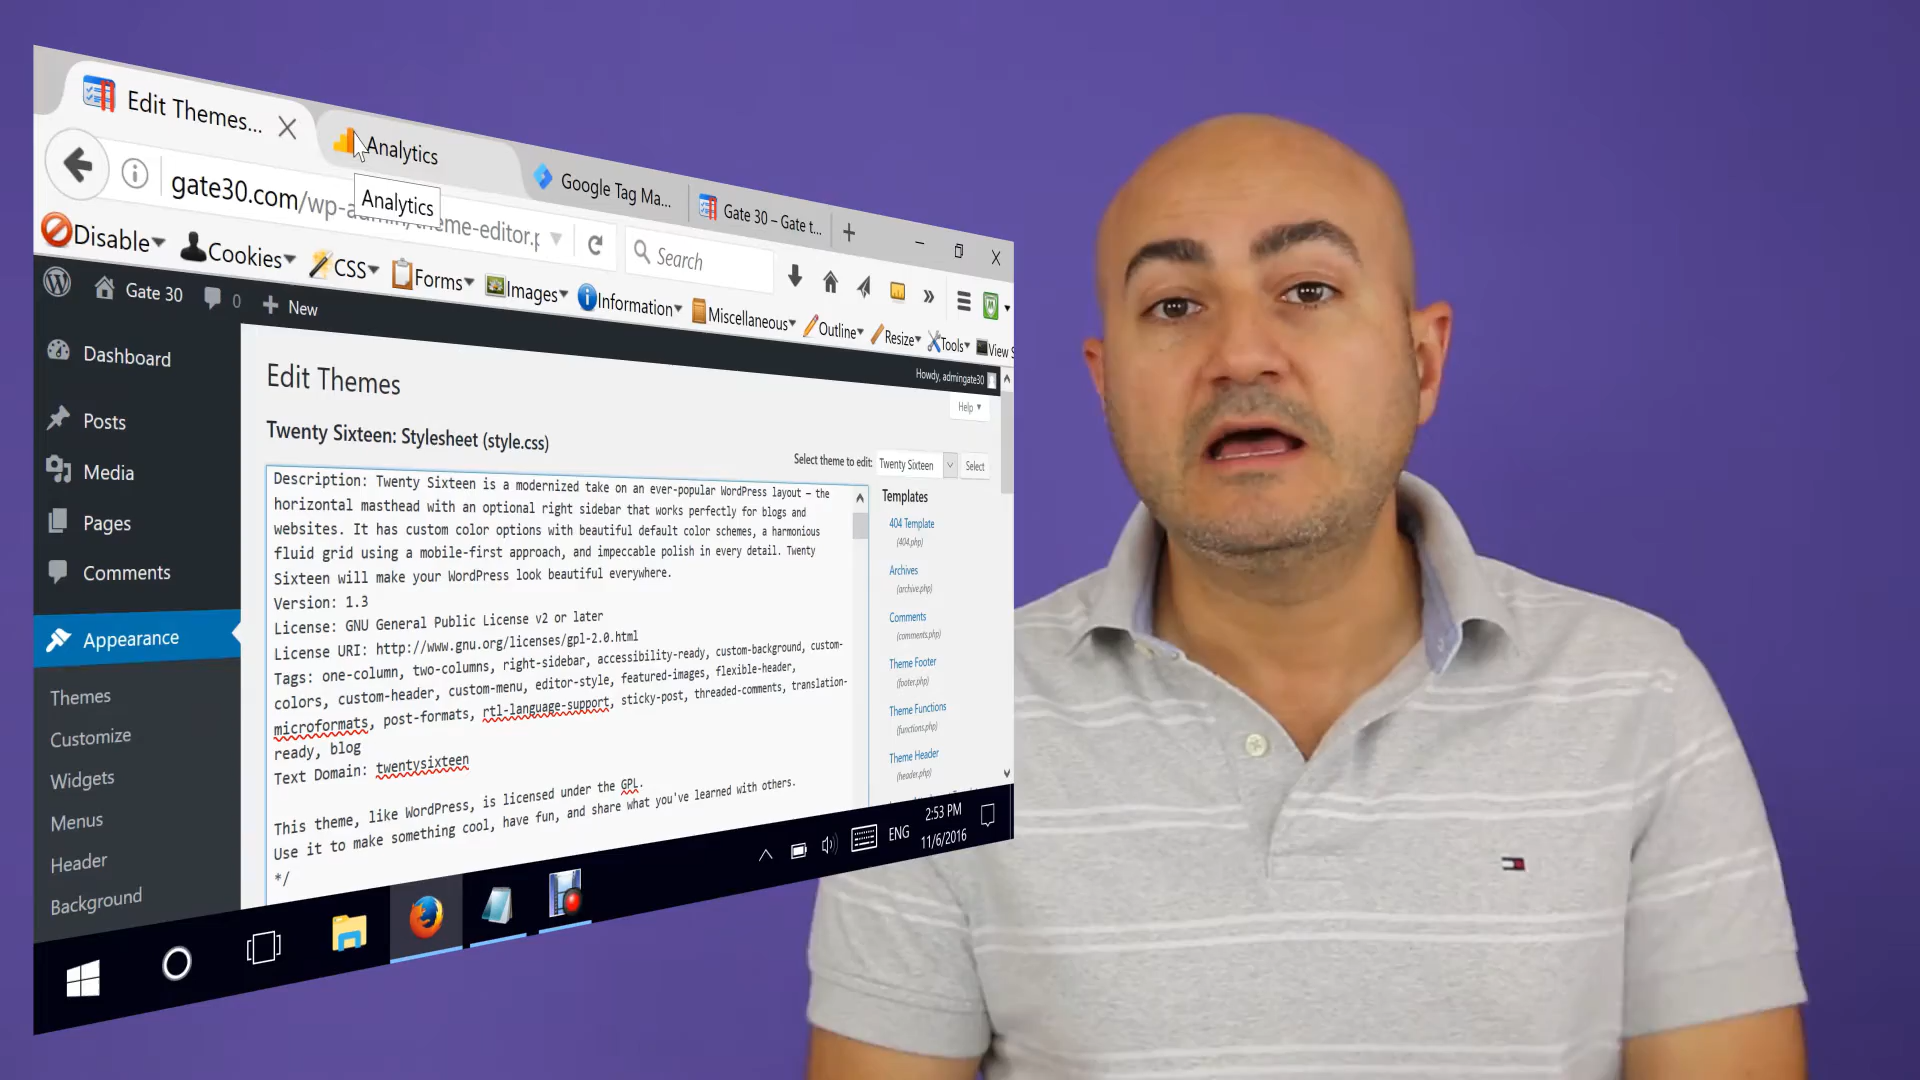 Edit Themes...
Analytics
Google Tag Ma...
Gate 30 – Gate t...
gate30.com/wp-admin/theme-editor.p
Analytics
Search
Disable
Cookies
CSS
Forms
Images
Information
Miscellaneous
Outline
Resize
Tools
View S
Gate 30
0
New
Howdy, admingate30
Dashboard
Posts
Media
Pages
Comments
Appearance
Themes
Customize
Widgets
Menus
Header
Background
Help
Edit Themes
Twenty Sixteen: Stylesheet (style.css)
Select theme to edit: Twenty Sixteen Select
Description: Twenty Sixteen is a modernized take on an ever-popular WordPress layout — the
horizontal masthead with an optional right sidebar that works perfectly for blogs and
websites. It has custom color options with beautiful default color schemes, a harmonious
fluid grid using a mobile-first approach, and impeccable polish in every detail. Twenty
Sixteen will make your WordPress look beautiful everywhere.
Version: 1.3
License: GNU General Public License v2 or later
License URI: http://www.gnu.org/licenses/gpl-2.0.html
Tags: one-column, two-columns, right-sidebar, accessibility-ready, custom-background, custom-
colors, custom-header, custom-menu, editor-style, featured-images, flexible-header,
microformats, post-formats, rtl-language-support, sticky-post, threaded-comments, translation-
ready, blog
Text Domain: twentysixteen
This theme, like WordPress, is licensed under the GPL.
Use it to make something cool, have fun, and share what you've learned with others.
*/
Templates
404 Template
(404.php)
Archives
(archive.php)
Comments
(comments.php)
Theme Footer
(footer.php)
Theme Functions
(functions.php)
Theme Header
(header.php)
ENG
2:53 PM
11/6/2016